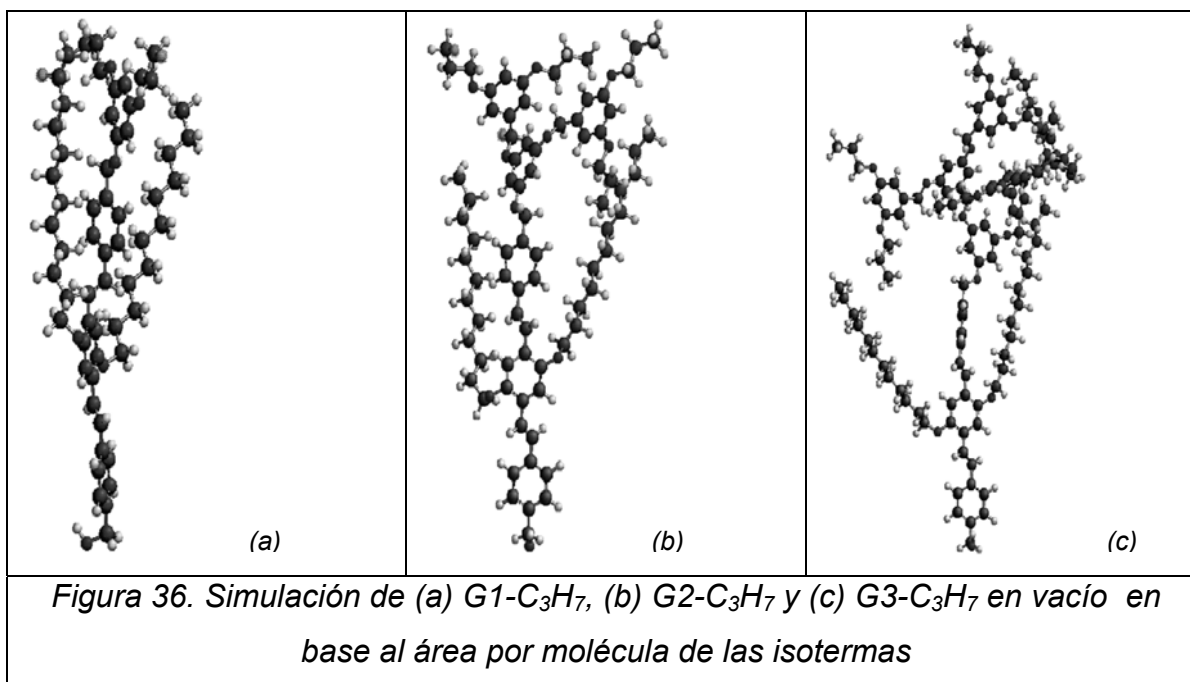 (a)
(b)
(c)
Figura 36. Simulación de (a) G1-C₃H₇, (b) G2-C₃H₇ y (c) G3-C₃H₇ en vacío en
base al área por molécula de las isotermas